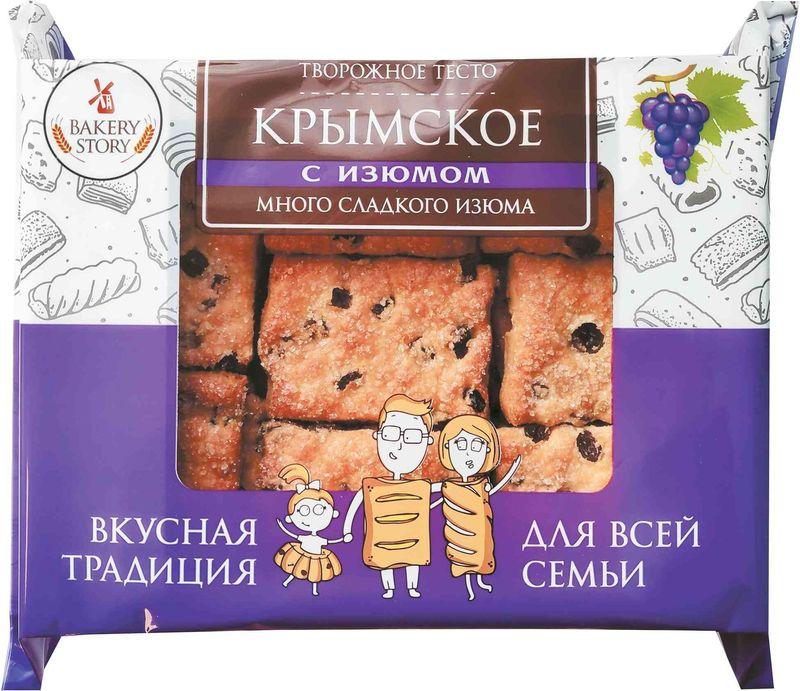 BAKERY
STORY
ТВОРОЖНОЕ ТЕСТО
КРЫМСКОЕ
С ИЗЮМОМ
МНОГО СЛАДКОГО ИЗЮМА
ВКУСНАЯ
ТРАДИЦИЯ
ДЛЯ ВСЕЙ
СЕМЬИ